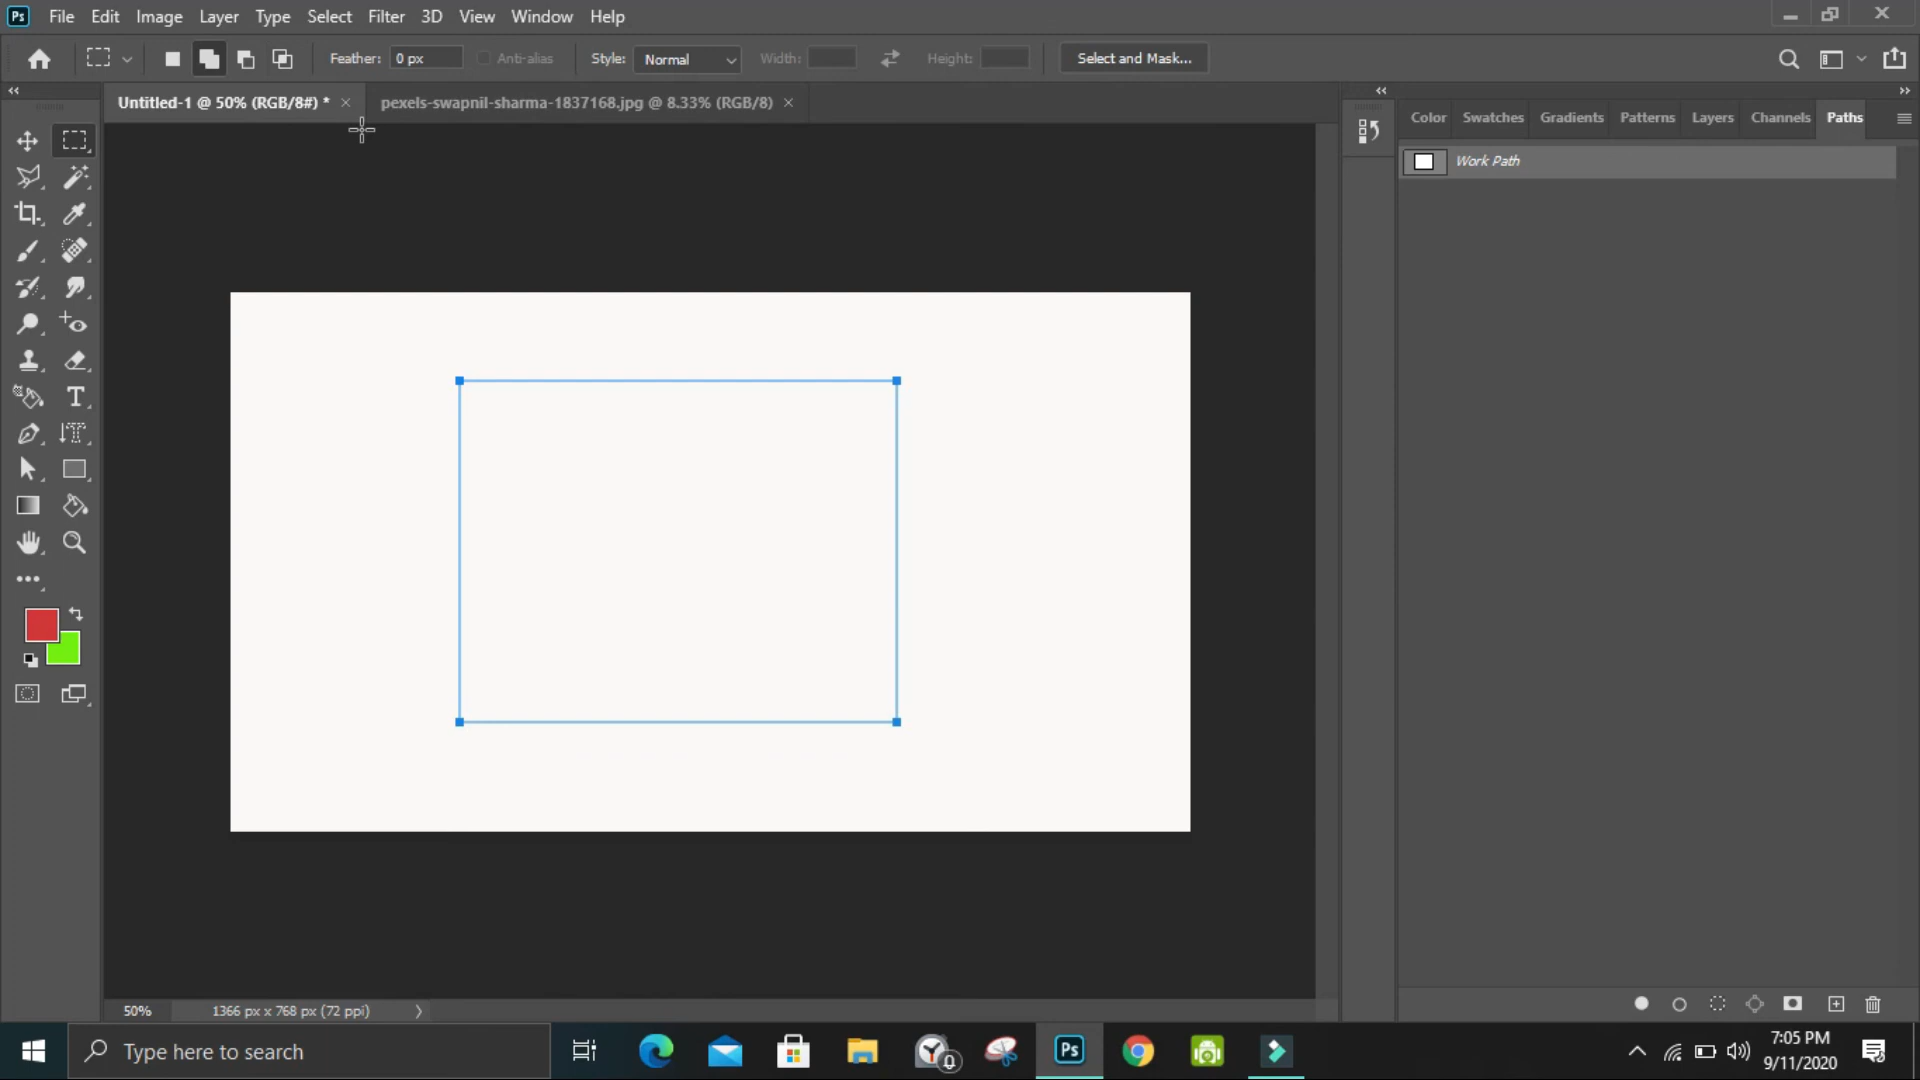 Ps File Edit Image Layer Type Select Filter 3D View Window Help
Feather: 0 px Anti-alias Style: Normal Width: Height: Select and Mask...
Untitled-1 @ 50% (RGB/8#) * × pexels-swapnil-sharma-1837168.jpg @ 8.33% (RGB/8) ×
Color Swatches Gradients Patterns Layers Channels Paths
Work Path
50% 1366 px x 768 px (72 ppi)
Type here to search
Ps
7:05 PM
9/11/2020